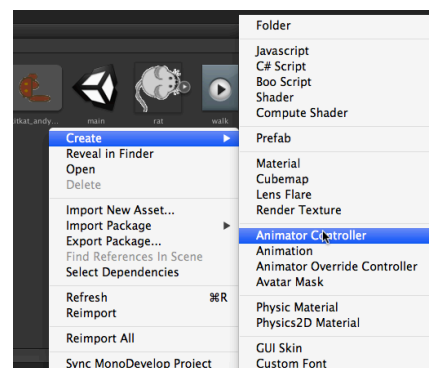 itkat_andy...
main
rat
walk
Create
Reveal in Finder
Open
Delete
Import New Asset...
Import Package
Export Package...
Find References In Scene
Select Dependencies
Refresh ⌘R
Reimport
Reimport All
Sync MonoDevelop Project
Folder
Javascript
C# Script
Boo Script
Shader
Compute Shader
Prefab
Material
Cubemap
Lens Flare
Render Texture
Animator Controller
Animation
Animator Override Controller
Avatar Mask
Physic Material
Physics2D Material
GUI Skin
Custom Font